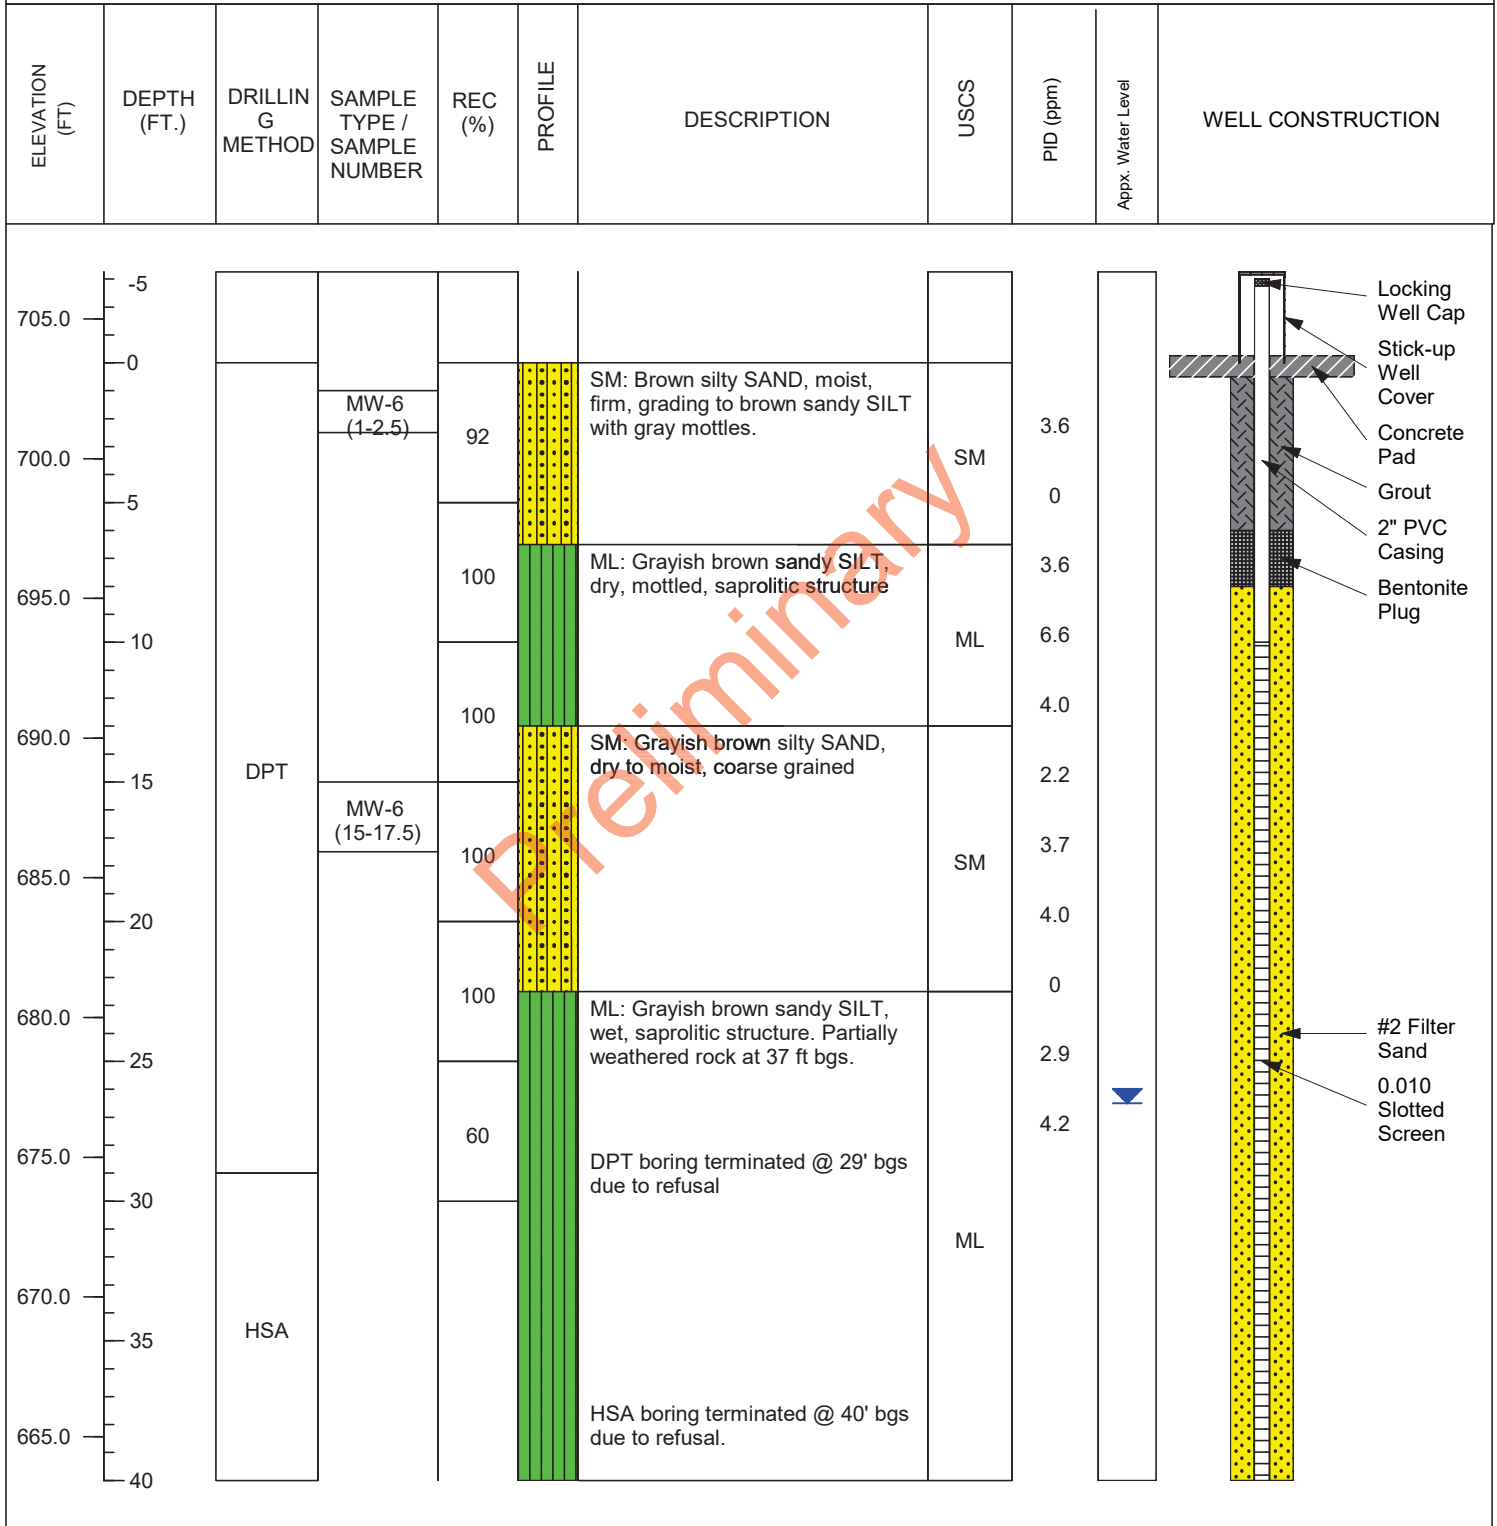 ELEVATION
(FT)
DEPTH
(FT.)
DRILLIN
G
METHOD
SAMPLE
TYPE /
SAMPLE
NUMBER
REC
(%)
PROFILE
DESCRIPTION
USCS
PID (ppm)
Appx. Water Level
WELL CONSTRUCTION
705.0
700.0
695.0
690.0
685.0
680.0
675.0
670.0
665.0
-5
0
5
10
15
20
25
30
35
40
DPT
HSA
MW-6
(1-2.5)
MW-6
(15-17.5)
92
100
100
100
100
60
SM: Brown silty SAND, moist,
firm, grading to brown sandy SILT
with gray mottles.
ML: Grayish brown sandy SILT,
dry, mottled, saprolitic structure
SM: Grayish brown silty SAND,
dry to moist, coarse grained
ML: Grayish brown sandy SILT,
wet, saprolitic structure. Partially
weathered rock at 37 ft bgs.
DPT boring terminated @ 29' bgs
due to refusal
HSA boring terminated @ 40' bgs
due to refusal.
SM
ML
SM
ML
3.6
0
3.6
6.6
4.0
2.2
3.7
4.0
0
2.9
4.2
Locking
Well Cap
Stick-up
Well
Cover
Concrete
Pad
Grout
2" PVC
Casing
Bentonite
Plug
#2 Filter
Sand
0.010
Slotted
Screen
Preliminary